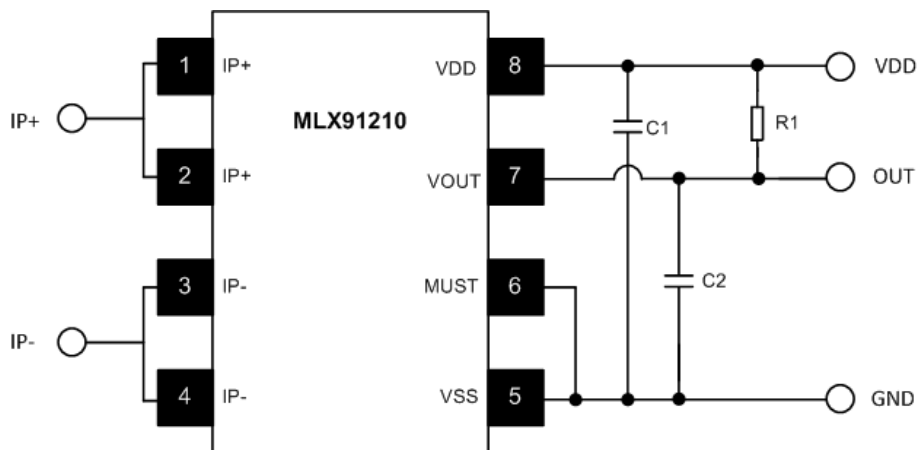 1 IP+
IP+
2 IP+
3 IP-
IP-
4 IP-
MLX91210
VDD 8
VDD
C1
R1
VOUT 7
OUT
MUST 6
C2
VSS 5
GND